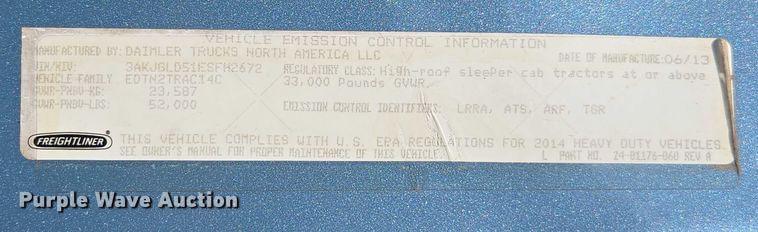 VEHICLE EMISSION CONTROL INFORMATION
MANUFACTURED BY: DAIMLER TRUCKS NORTH AMERICA LLC
DATE OF MANUFACTURE: 06/13
VIN/NIV: 3AKJGLD51ESFM2672
REGULATORY CLASS: High-roof sleeper cab tractors at or above
VEHICLE FAMILY EDTN2TRAC14C
33,000 Pounds GVWR.
GVWR-PNBV-KG: 23,587
GVWR-PNBV-LBS: 52,000
EMISSION CONTROL IDENTIFIERS: LRRA, ATS, ARF, TGR
FREIGHTLINER
THIS VEHICLE COMPLIES WITH U.S. EPA REGULATIONS FOR 2014 HEAVY DUTY VEHICLES.
SEE OWNER'S MANUAL FOR PROPER MAINTENANCE OF THIS VEHICLE.
L PART NO. 24-01176-060 REV A
Purple Wave Auction